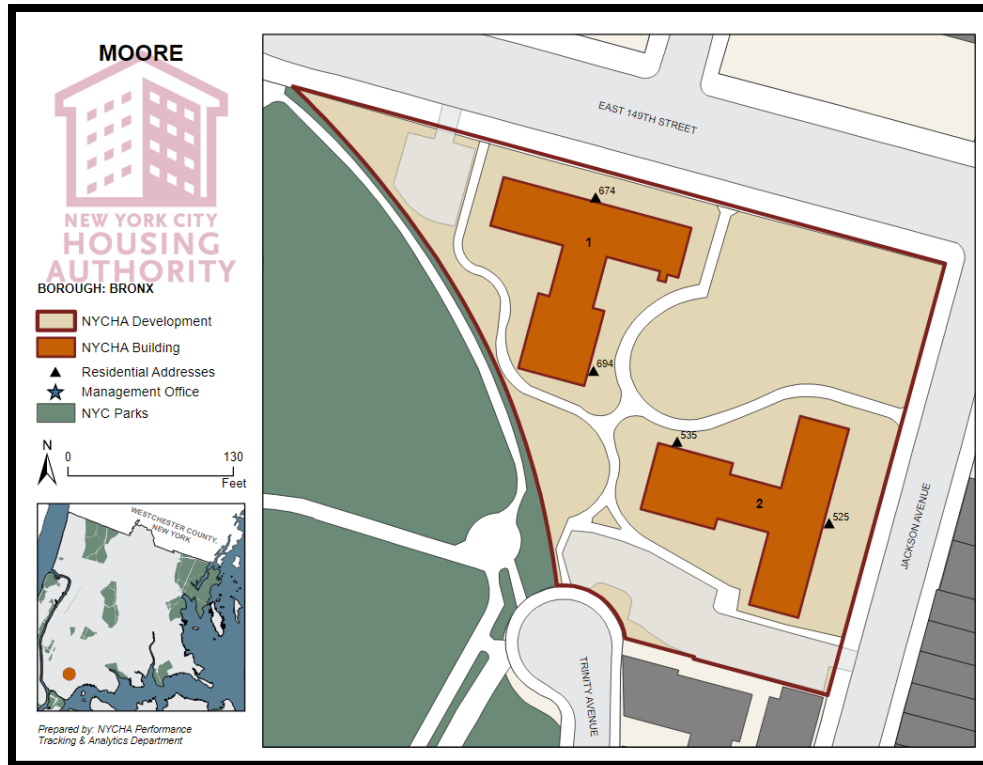 MOORE
NEW YORK CITY
HOUSING
AUTHORITY
BOROUGH: BRONX
NYCHA Development
NYCHA Building
Residential Addresses
Management Office
NYC Parks
N
0
130
Feet
WESTCHESTER COUNTY,
NEW YORK
Prepared by: NYCHA Performance
Tracking & Analytics Department
EAST 149TH STREET
674
1
694
535
2
525
JACKSON AVENUE
TRINITY AVENUE